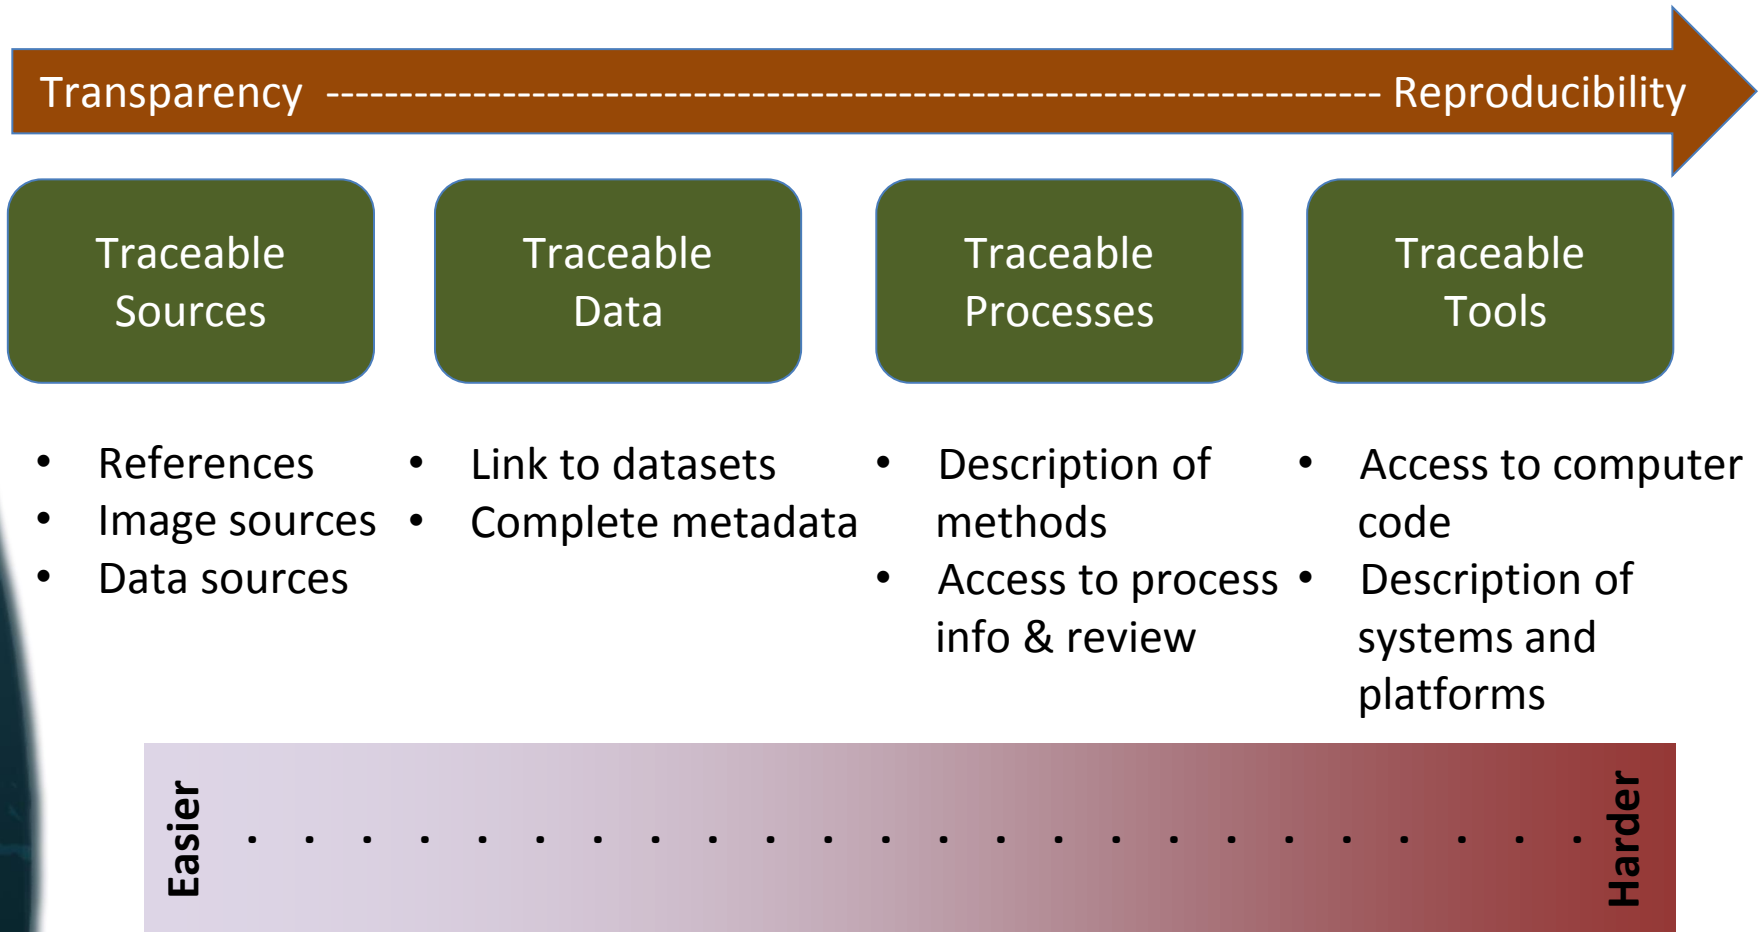 Transparency ------------------------------------------------------------------------ Reproducibility
Traceable
Sources
Traceable
Data
Traceable
Processes
Traceable
Tools
• References
• Image sources
• Data sources
• Link to datasets
• Complete metadata
• Description of
methods
• Access to process
info & review
• Access to computer
code
• Description of
systems and
platforms
Easier . . . . . . . . . . . . . . . . . . . . . . . . Harder